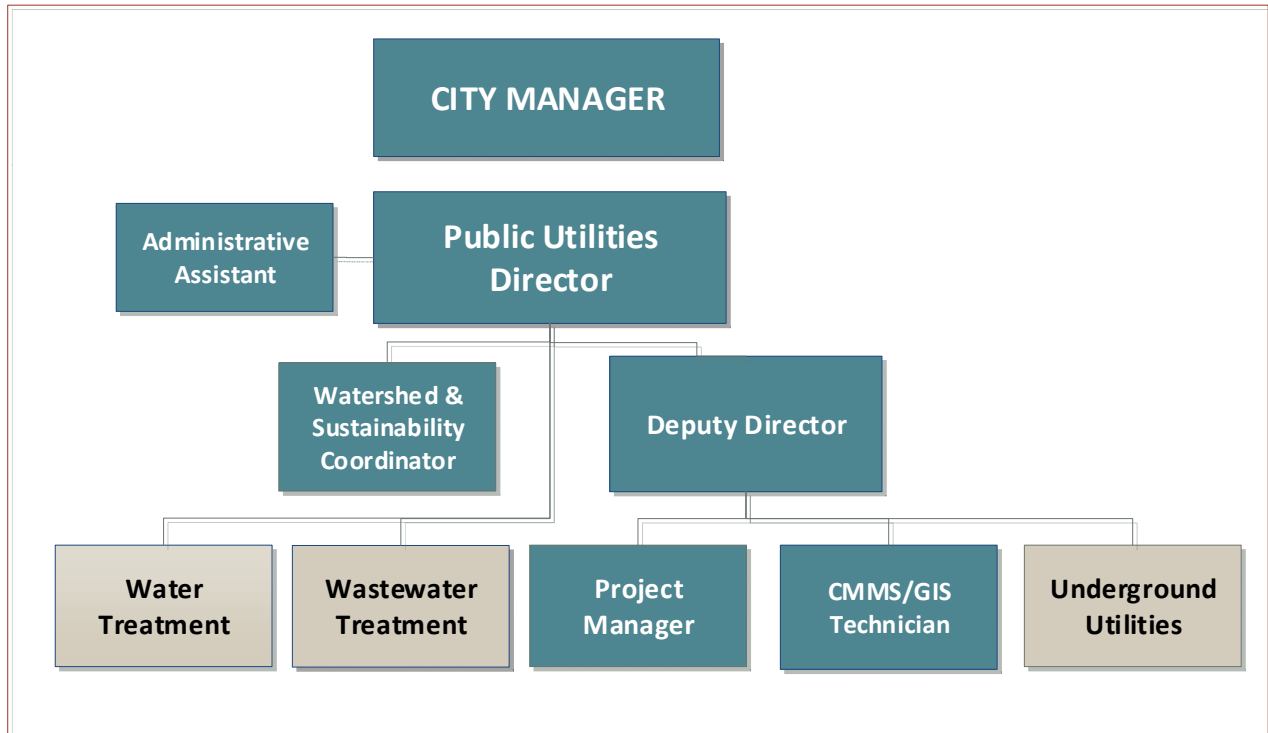 CITY MANAGER
Administrative
Assistant
Public Utilities
Director
Watershed &
Sustainability
Coordinator
Deputy Director
Water
Treatment
Wastewater
Treatment
Project
Manager
CMMS/GIS
Technician
Underground
Utilities